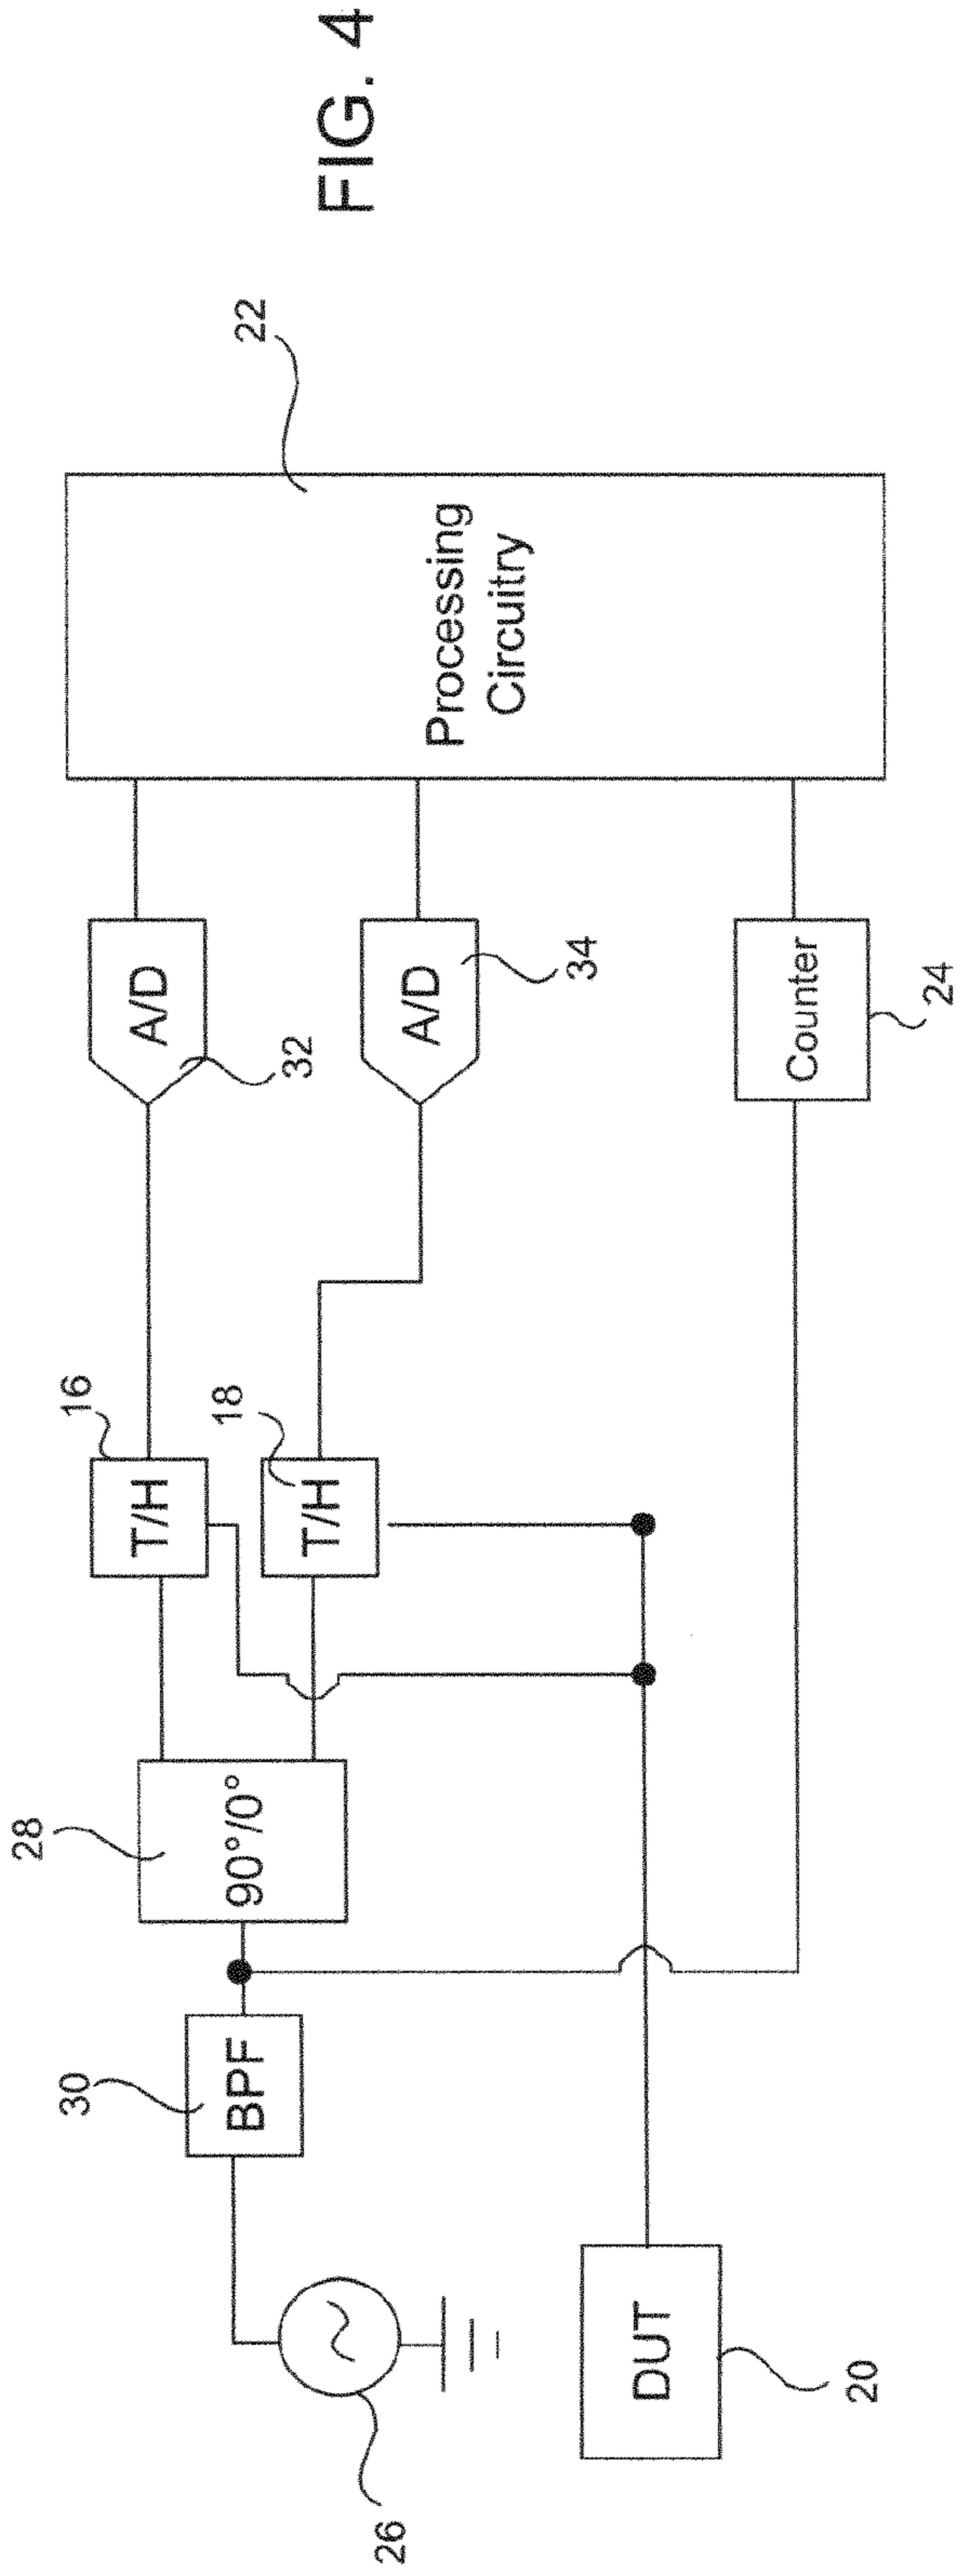 26
30
BPF
28
90°/0°
16
T/H
18
T/H
A/D
32
A/D
34
22
Processing
Circuitry
DUT
20
Counter
24
FIG. 4